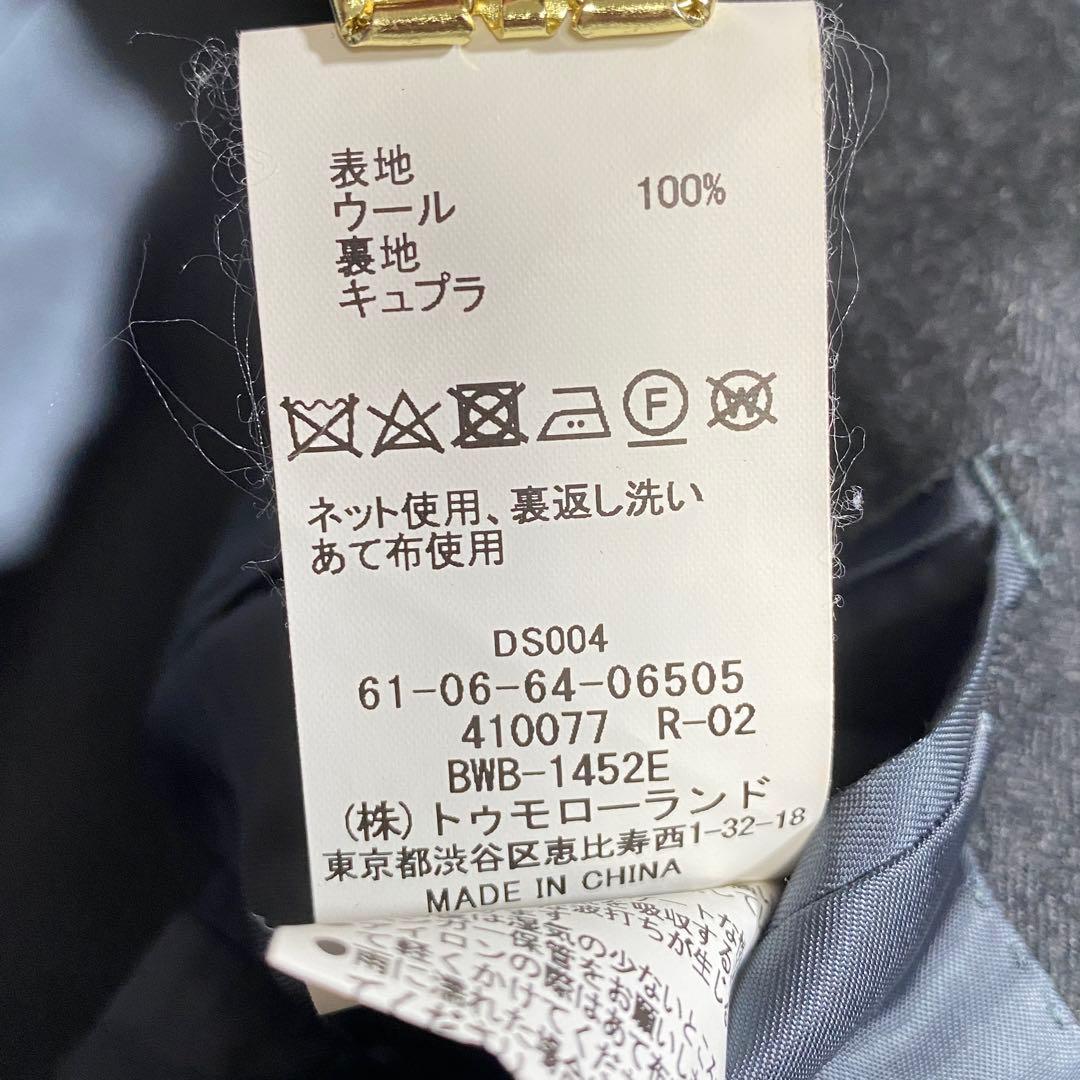 表地
ウール 100%
裏地
キュプラ
F
W
ネット使用、裏返し洗い
あて布使用
DS004
61-06-64-06505
410077 R-02
BWB-1452E
(株)トゥモローランド
東京都渋谷区恵比寿西1-32-18
MADE IN CHINA